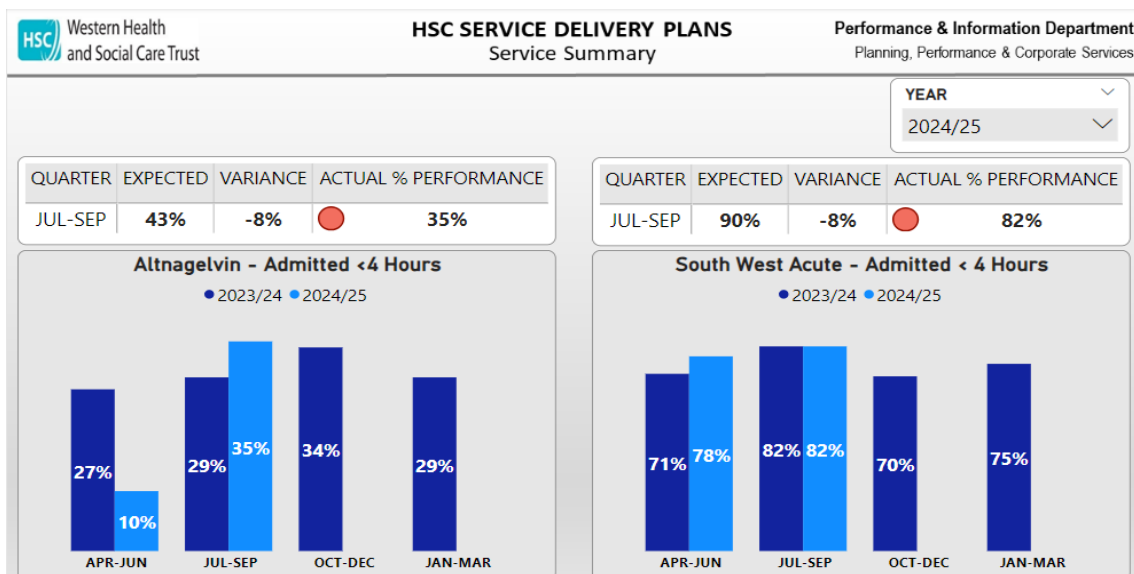 HSC
Western Health
and Social Care Trust
HSC SERVICE DELIVERY PLANS
Service Summary
Performance & Information Department
Planning, Performance & Corporate Services
YEAR
2024/25
QUARTER EXPECTED VARIANCE ACTUAL % PERFORMANCE
JUL-SEP 43% -8% 35%
Altnagelvin - Admitted <4 Hours
2023/24 2024/25
27%
10%
29%
35%
34%
29%
APR-JUN JUL-SEP OCT-DEC JAN-MAR
QUARTER EXPECTED VARIANCE ACTUAL % PERFORMANCE
JUL-SEP 90% -8% 82%
South West Acute - Admitted < 4 Hours
2023/24 2024/25
71%
78%
82%
82%
70%
75%
APR-JUN JUL-SEP OCT-DEC JAN-MAR